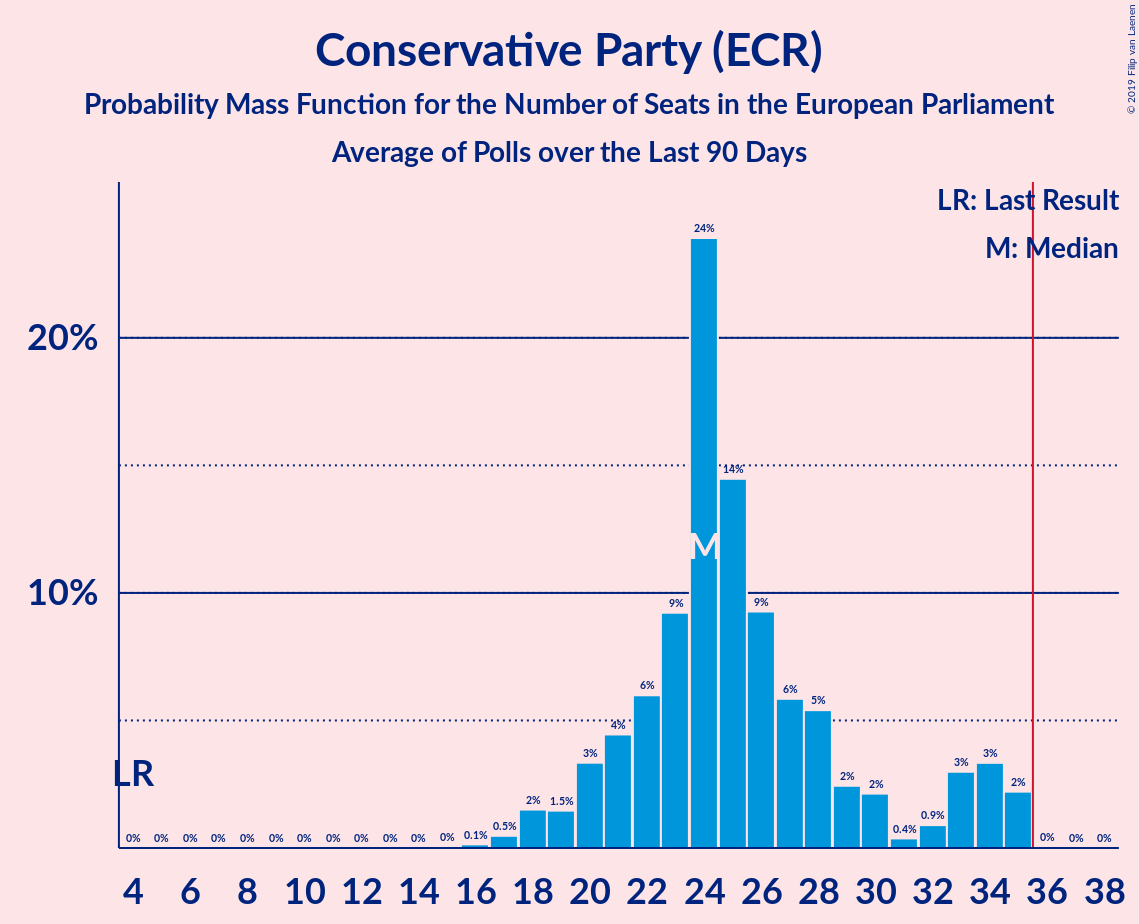 Conservative Party (ECR)
Probability Mass Function for the Number of Seats in the European Parliament
Average of Polls over the Last 90 Days
© 2019 Filip van Laenen
LR: Last Result
M: Median
20%
10%
24%
14%
M
9%
9%
6%
6%
5%
4%
3%
3%
3%
2%
1.5%
2%
2%
2%
0.9%
0.5%
0.4%
0.1%
LR
0% 0% 0% 0% 0% 0% 0% 0% 0% 0% 0% 0% 0% 0% 0%
4 6 8 10 12 14 16 18 20 22 24 26 28 30 32 34 36 38